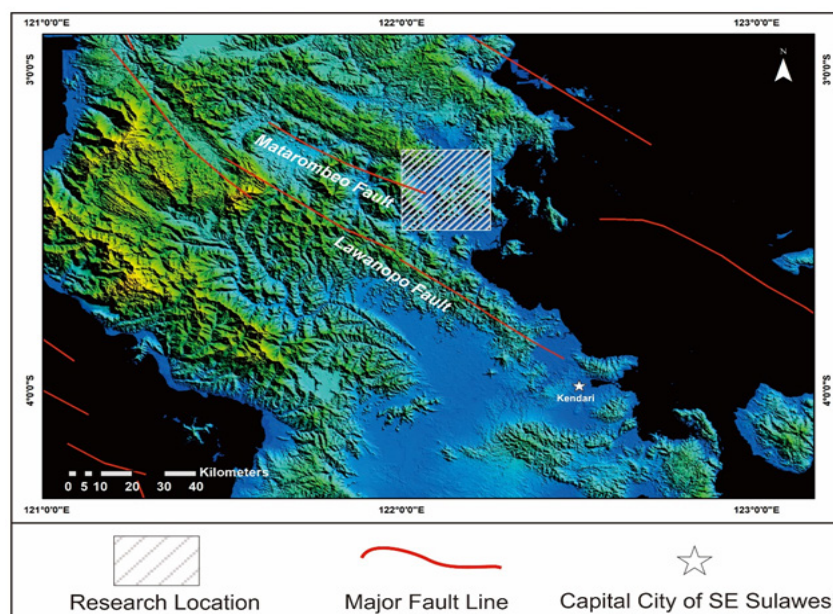 121°0'0"E 122°0'0"E 123°0'0"E
3°0'0"S 3°0'0"S
N
Matarombeo Fault
Lawanopo Fault
4°0'0"S 4°0'0"S
Kendari
Kilometers
0 5 10 20 30 40
121°0'0"E 122°0'0"E 123°0'0"E
Research Location Major Fault Line Capital City of SE Sulawes